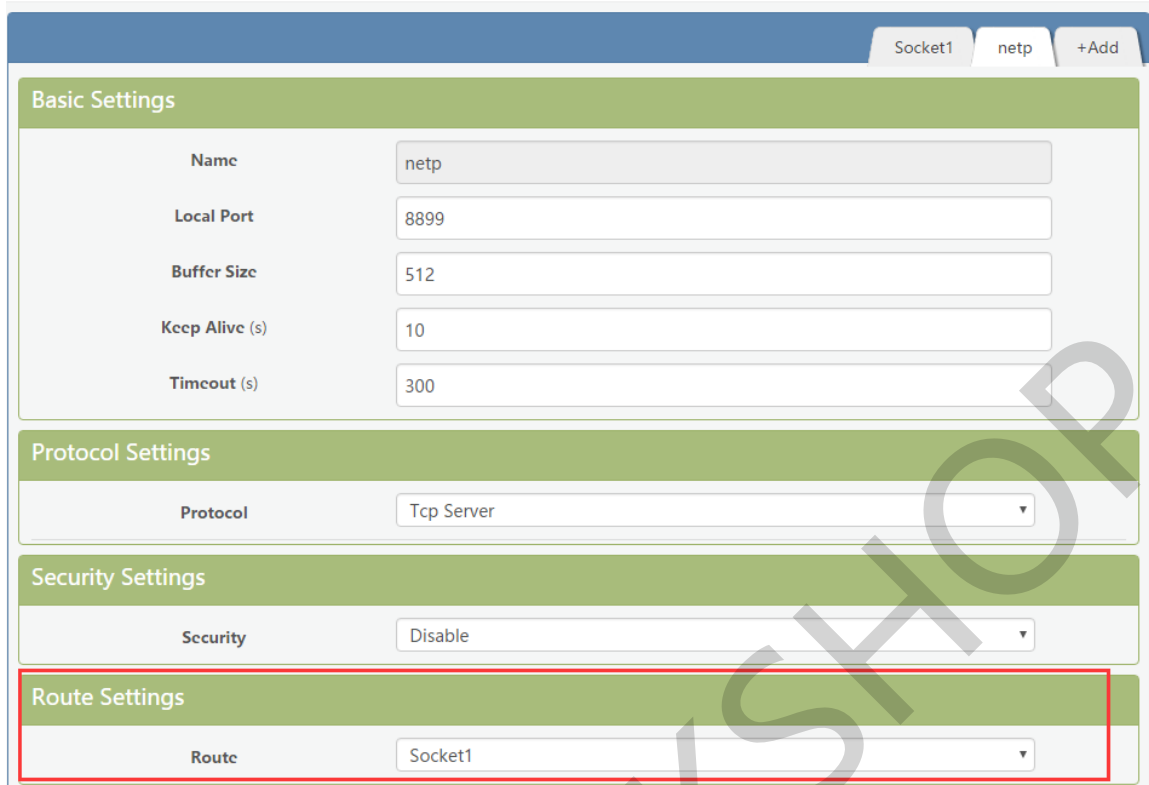 Socket1 netp +Add
Basic Settings
Name netp
Local Port 8899
Buffer Size 512
Keep Alive (s) 10
Timeout (s) 300
Protocol Settings
Protocol Tcp Server
Security Settings
Security Disable
Route Settings
Route Socket1
KSHOP